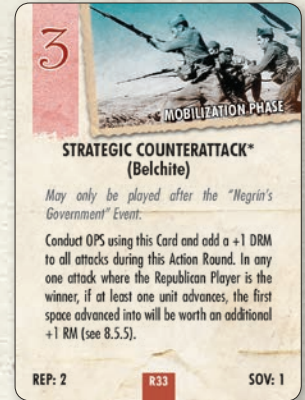 3
MOBILIZATION PHASE
STRATEGIC COUNTERATTACK*
(Belchite)
May only be played after the "Negrín's
Government" Event.
Conduct OPS using this Card and add a +1 DRM
to all attacks during this Action Round. In any
one attack where the Republican Player is the
winner, if at least one unit advances, the first
space advanced into will be worth an additional
+1 RM (see 8.5.5).
REP: 2
R33
SOV: 1